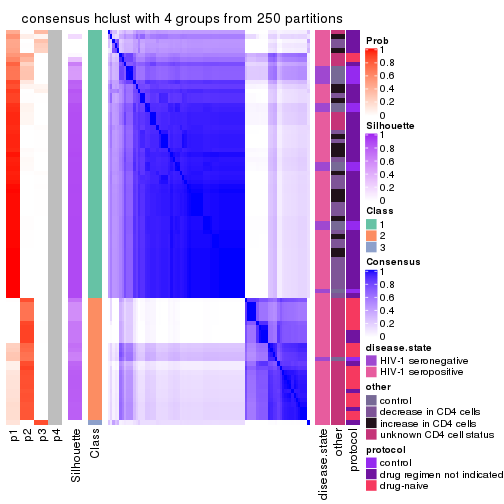 consensus hclust with 4 groups from 250 partitions
Prob
1
0.8
0.6
0.4
0.2
0
Silhouette
1
0.8
0.6
0.4
0.2
0
Class
1
2
3
Consensus
1
0.8
0.6
0.4
0.2
0
disease.state
HIV-1 seronegative
HIV-1 seropositive
other
control
decrease in CD4 cells
increase in CD4 cells
unknown CD4 cell status
protocol
control
drug regimen not indicated
drug-naive
p1
p2
p3
p4
Silhouette
Class
disease.state
other
protocol